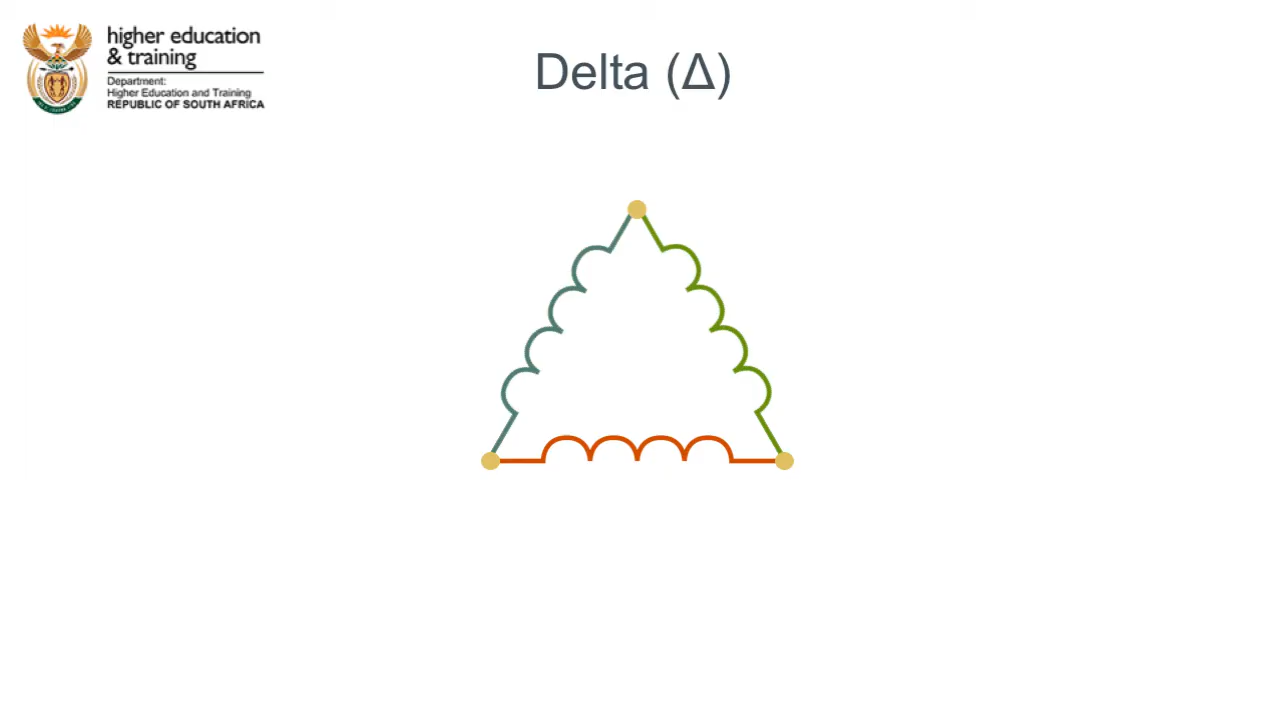 higher education
& training
Department:
Higher Education and Training
REPUBLIC OF SOUTH AFRICA
Delta (Δ)